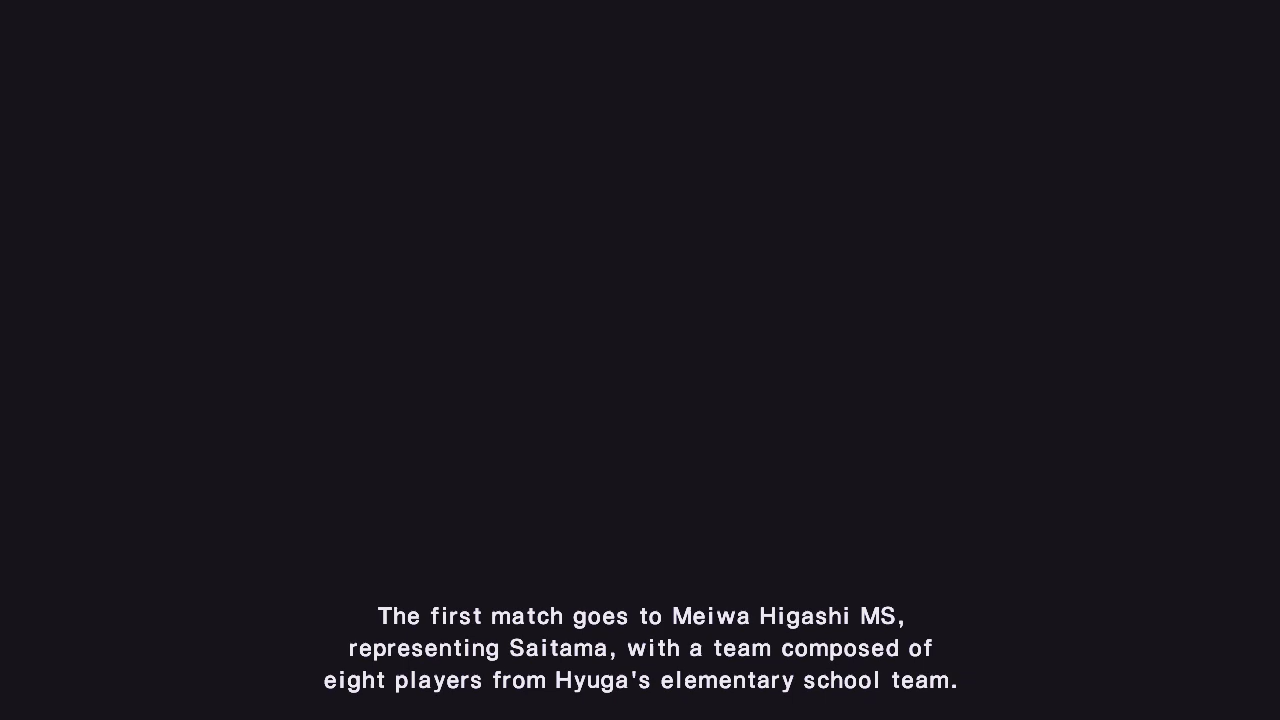 The first match goes to Meiwa Higashi MS,
representing Saitama, with a team composed of
eight players from Hyuga's elementary school team.